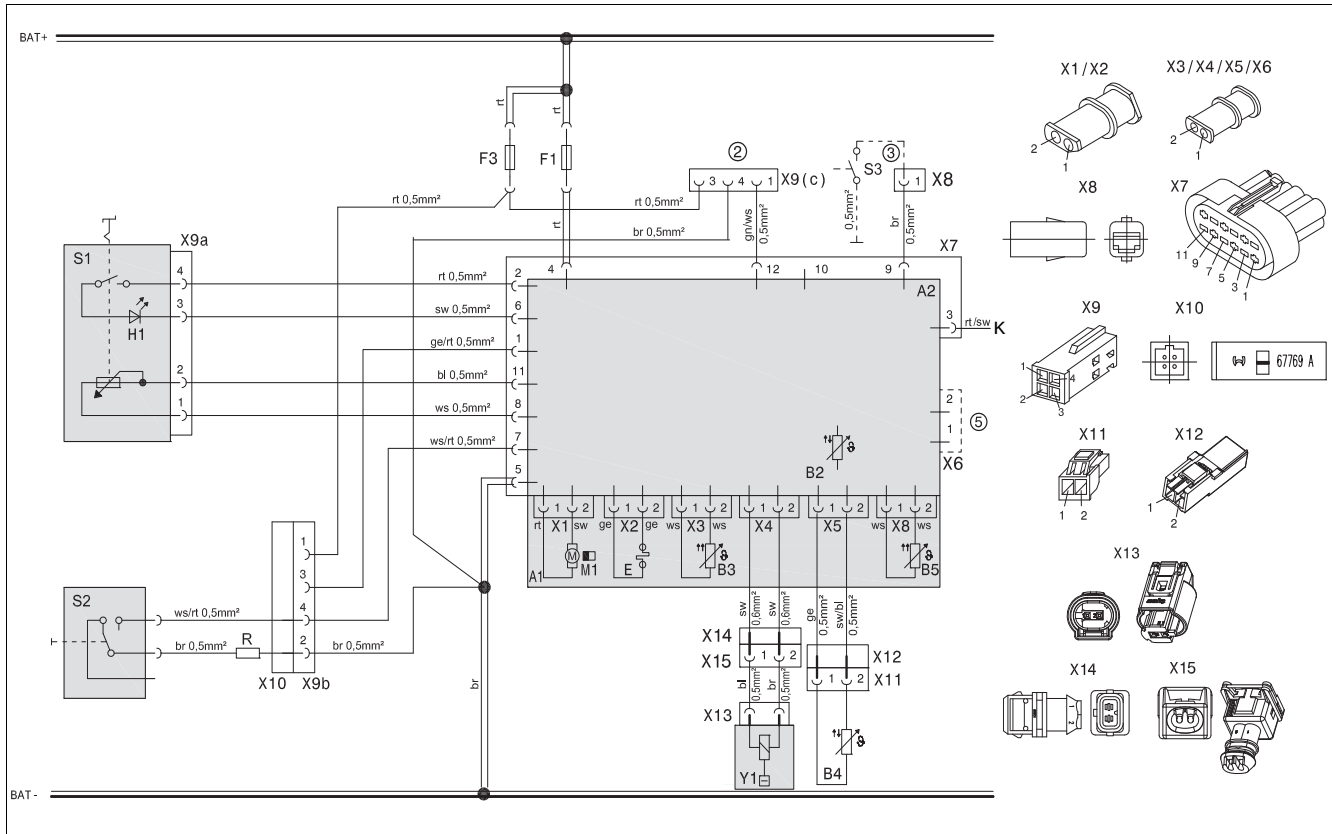 BAT+
rt
rt
F3
F1
②
3 4 1 X9(c)
S3
③
1 X8
rt 0,5mm²
rt 0,5mm²
br 0,5mm²
rt
gn/ws
0,5mm²
0,5mm²
br
0,5mm²
X7
S1
X9a
4
3
H1
2
1
rt 0,5mm²
sw 0,5mm²
ge/rt 0,5mm²
bl 0,5mm²
ws 0,5mm²
ws/rt 0,5mm²
2
6
1
11
8
7
5
4
12
10
9
A2
3
rt/sw K
2
1
⑤
X6
B2
1 2
X1
1 2
X2
1 2
X3
1 2
X4
1 2
X5
1 2
X8
rt sw
ge ge
ws ws
ws ws
A1
M
M1
E
B3
B5
S2
ws/rt 0,5mm²
br 0,5mm²
R
1
3
4
2
br 0,5mm²
X10 X9b
br
sw
0,6mm²
sw
0,6mm²
ge
0,5mm²
sw/bl
0,5mm²
X14
X15 1 2
bl
0,5mm²
br
0,5mm²
X13
Y1
X12
X11
1 2
B4
BAT-
X1/X2
2
1
X3/X4/X5/X6
2
1
X8
X7
11
9
7
5
3
1
X9
1
2
4
3
X10
67769 A
X11
1 2
X12
1
2
X13
X14
1
2
X15